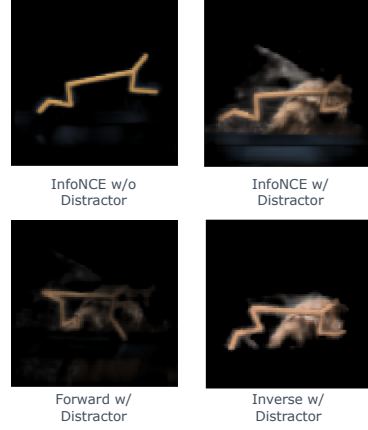 InfoNCE w/o
Distractor
InfoNCE w/
Distractor
Forward w/
Distractor
Inverse w/
Distractor